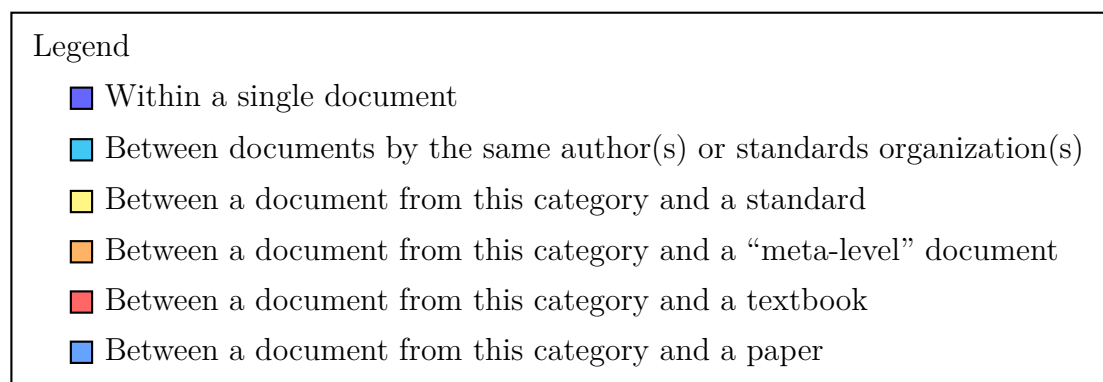 Legend
Within a single document
Between documents by the same author(s) or standards organization(s)
Between a document from this category and a standard
Between a document from this category and a “meta-level” document
Between a document from this category and a textbook
Between a document from this category and a paper